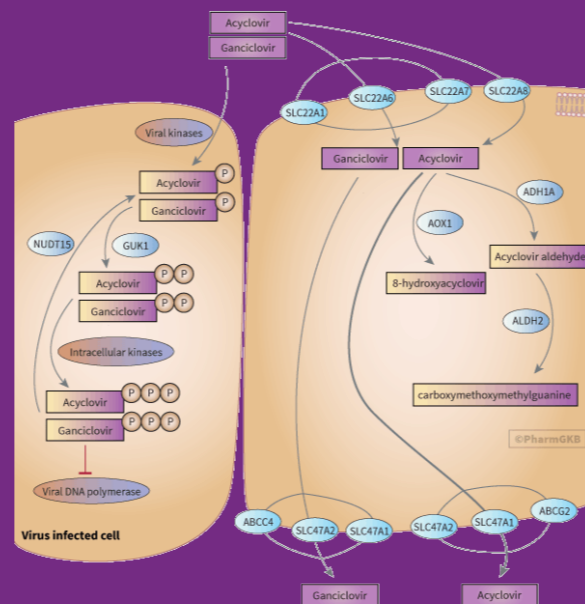 Acyclovir
Ganciclovir
SLC22A1
SLC22A6
SLC22A7
SLC22A8
Viral kinases
Acyclovir P
Ganciclovir P
NUDT15
GUK1
Acyclovir P P
Ganciclovir P P
Intracellular kinases
Acyclovir P P P
Ganciclovir P P P
Viral DNA polymerase
Virus infected cell
Ganciclovir
Acyclovir
ADH1A
AOX1
Acyclovir aldehyde
8-hydroxyacyclovir
ALDH2
carboxymethoxymethylguanine
©PharmGKB
ABCC4
SLC47A2
SLC47A1
SLC47A2
SLC47A1
ABCG2
Ganciclovir
Acyclovir